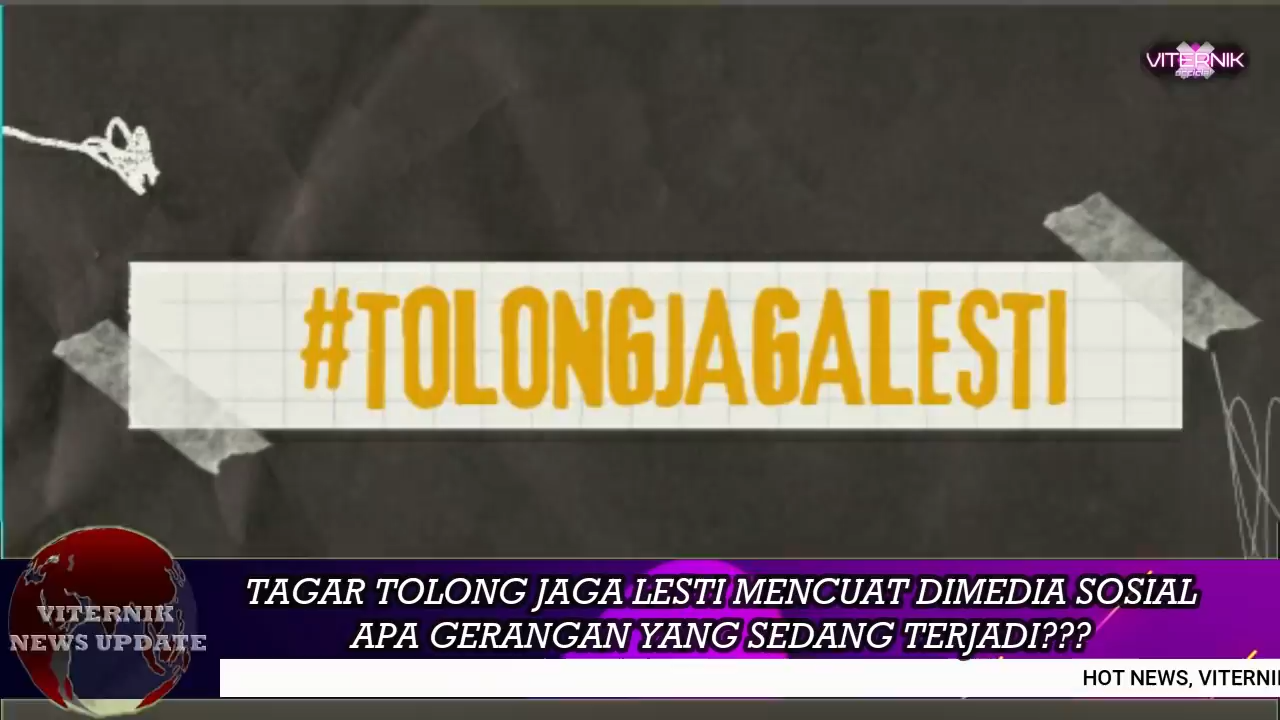 VITERNIK
#TOLONGJAGALESTI
TAGAR TOLONG JAGA LESTI MENCUAT DIMEDIA SOSIAL
APA GERANGAN YANG SEDANG TERJADI???
VITERNIK
NEWS UPDATE
HOT NEWS, VITERNI